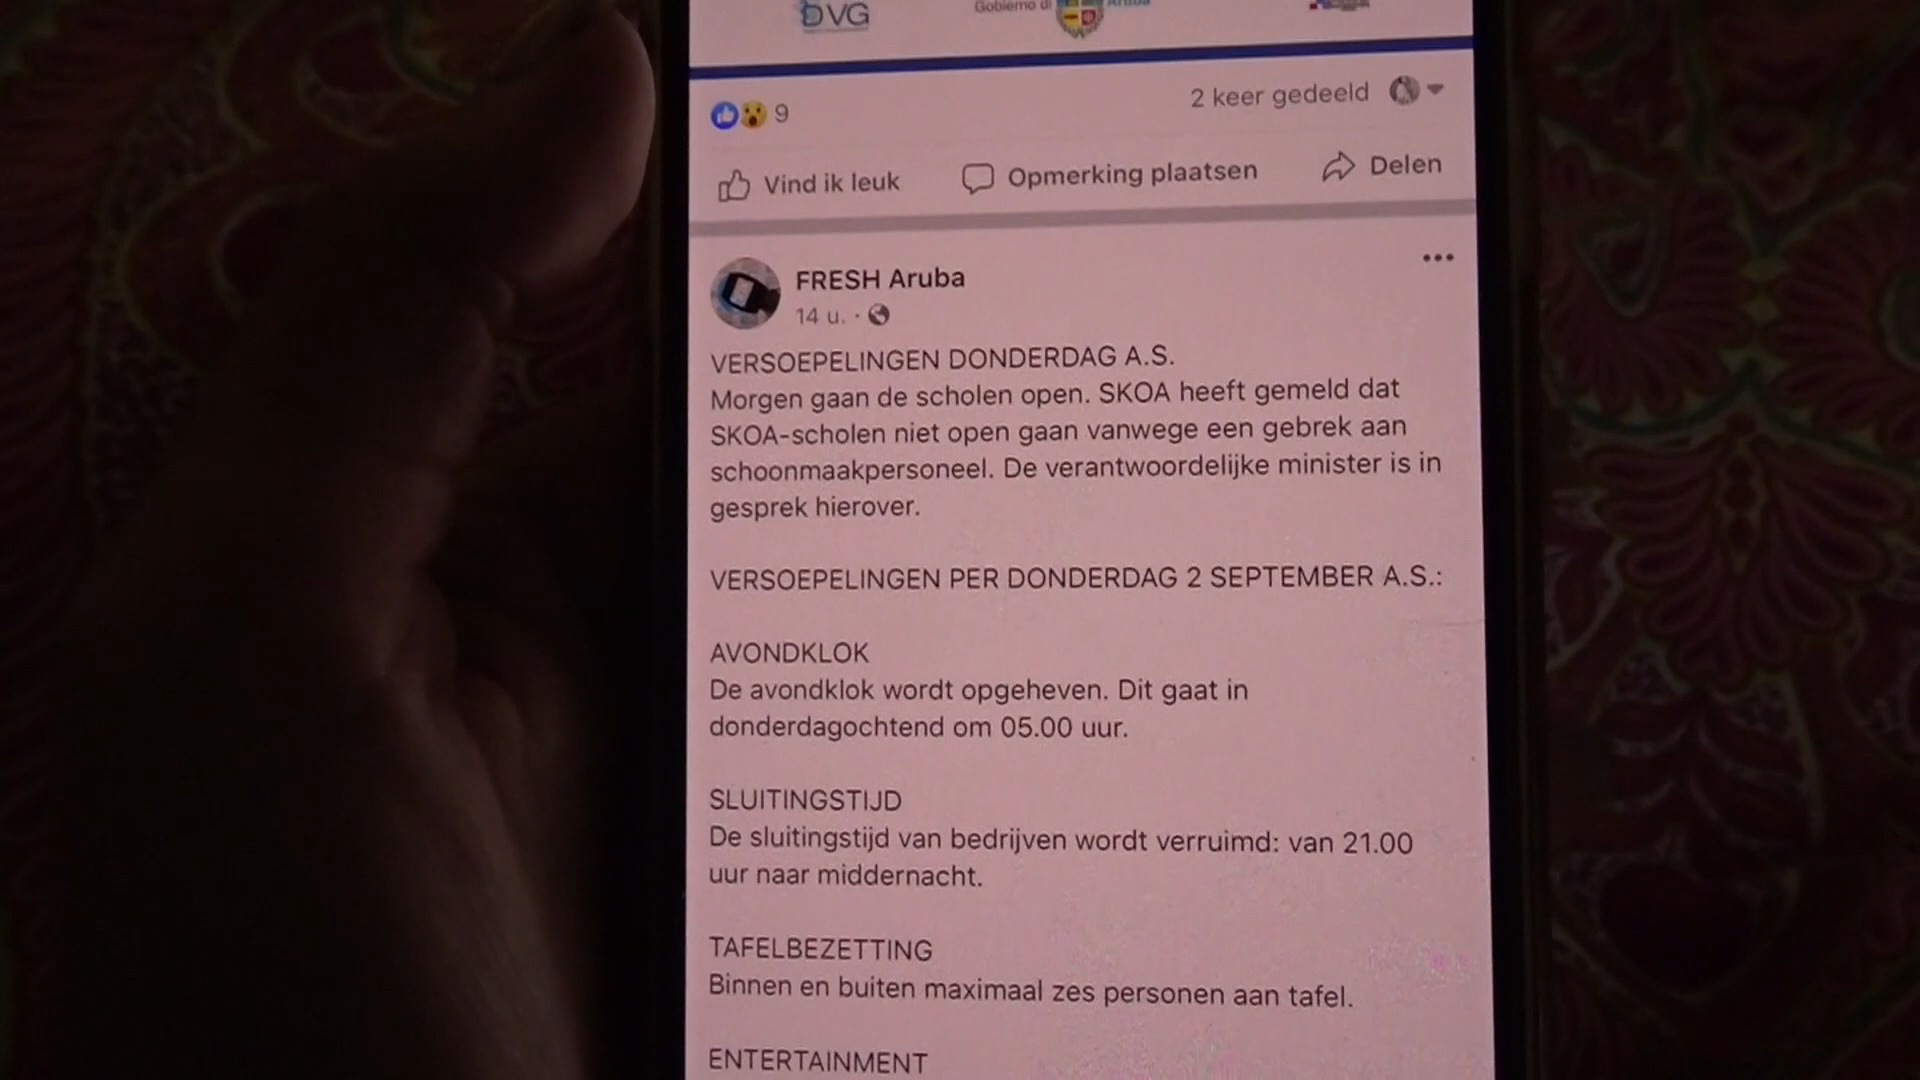 DVG
Gobierno di Aruba
9
2 keer gedeeld
Vind ik leuk
Opmerking plaatsen
Delen
FRESH Aruba
14 u. ·
VERSOEPELINGEN DONDERDAG A.S.
Morgen gaan de scholen open. SKOA heeft gemeld dat
SKOA-scholen niet open gaan vanwege een gebrek aan
schoonmaakpersoneel. De verantwoordelijke minister is in
gesprek hierover.
VERSOEPELINGEN PER DONDERDAG 2 SEPTEMBER A.S.:
AVONDKLOK
De avondklok wordt opgeheven. Dit gaat in
donderdagochtend om 05.00 uur.
SLUITINGSTIJD
De sluitingstijd van bedrijven wordt verruimd: van 21.00
uur naar middernacht.
TAFELBEZETTING
Binnen en buiten maximaal zes personen aan tafel.
ENTERTAINMENT